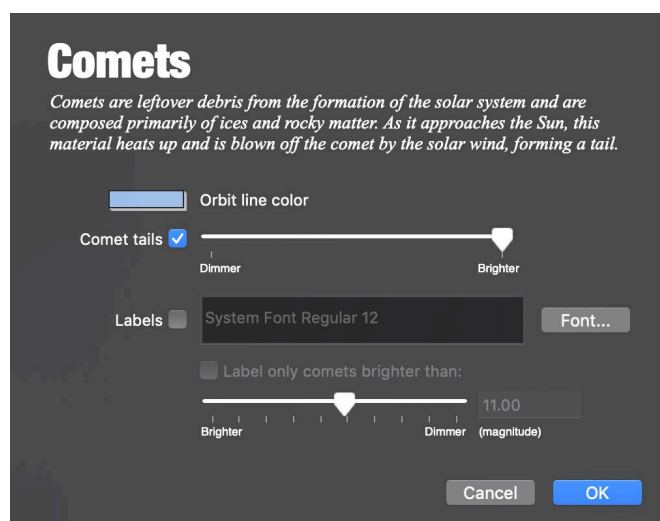 Comets
Comets are leftover debris from the formation of the solar system and are
composed primarily of ices and rocky matter. As it approaches the Sun, this
material heats up and is blown off the comet by the solar wind, forming a tail.
Orbit line color
Comet tails
Dimmer Brighter
Labels System Font Regular 12 Font...
Label only comets brighter than:
11.00
Brighter Dimmer (magnitude)
Cancel OK